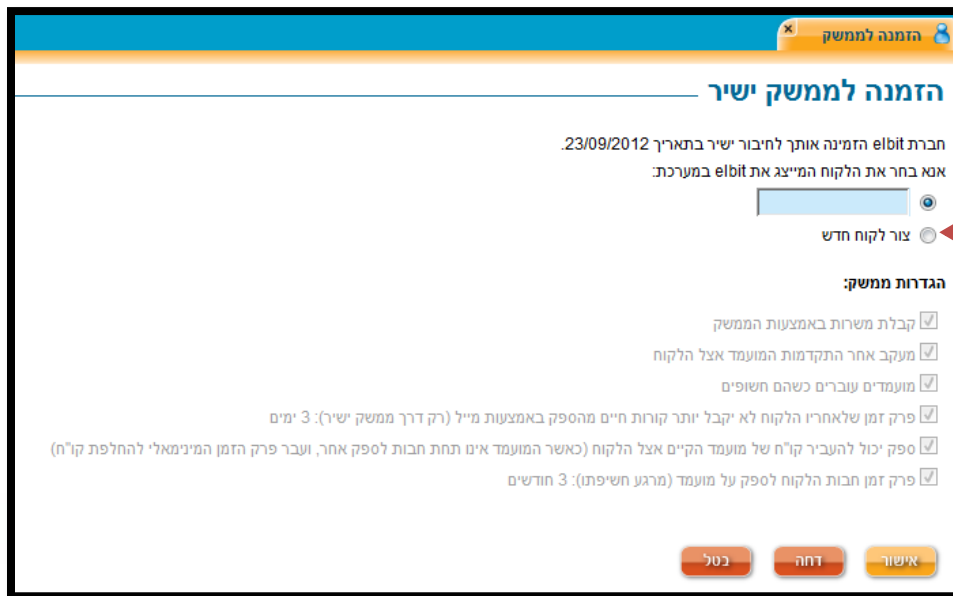 הזמנה לממשק
הזמנה לממשק ישיר
חברת elbit הזמינה אותך לחיבור ישיר בתאריך 23/09/2012.
אנא בחר את הלקוח המייצג את elbit במערכת:
צור לקוח חדש
הגדרות ממשק:
קבלת משרות באמצעות הממשק
מעקב אחר התקדמות המועמד אצל הלקוח
מועמדים עוברים כשהם חשופים
פרק זמן שלאחריו הלקוח לא יקבל יותר קורות חיים מהספק באמצעות מייל (רק דרך ממשק ישיר): 3 ימים
ספק יכול להעביר קו"ח של מועמד הקיים אצל הלקוח (כאשר המועמד אינו תחת חבות לספק אחר, ועבר פרק הזמן המינימאלי להחלפת קו"ח)
פרק זמן חבות הלקוח לספק על מועמד (מרגע חשיפתו): 3 חודשים
אישור דחה בטל